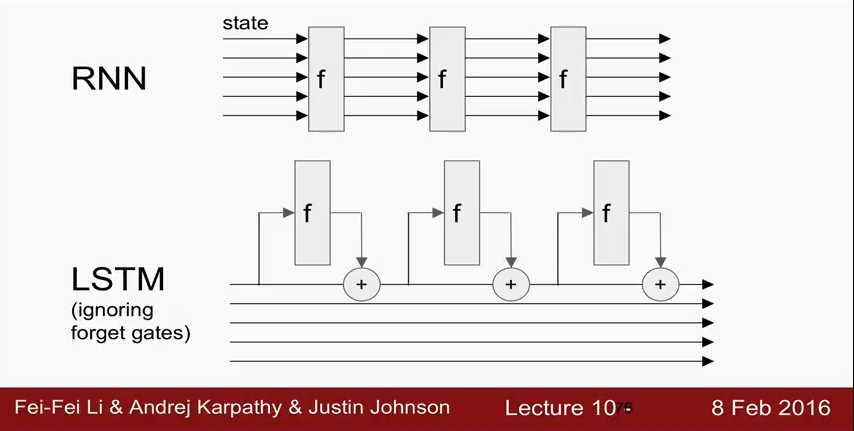 state
RNN
f f f
f f f
LSTM
+ + +
(ignoring
forget gates)
Fei-Fei Li & Andrej Karpathy & Justin Johnson Lecture 10 - 76 8 Feb 2016